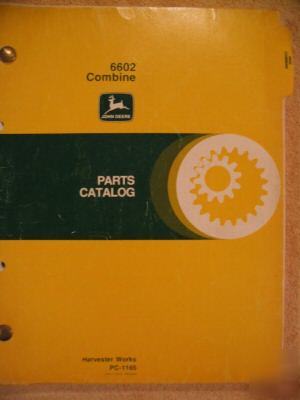 6602
Combine
JOHN DEERE
PARTS
CATALOG
Harvester Works
PC-1165